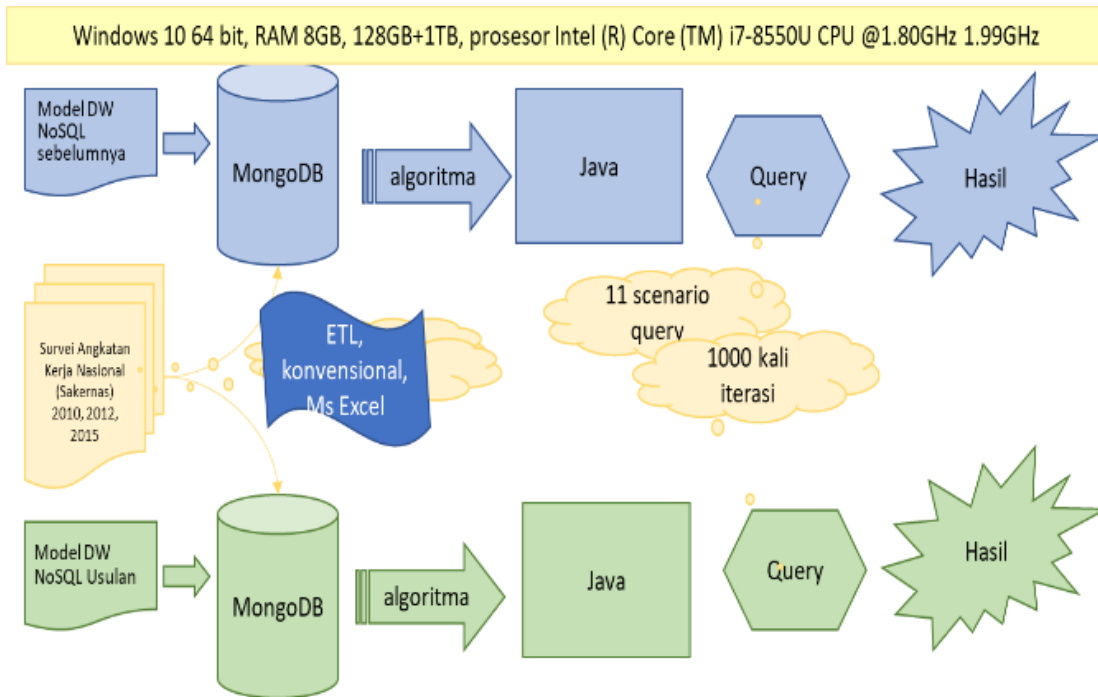 Windows 10 64 bit, RAM 8GB, 128GB+1TB, prosesor Intel (R) Core (TM) i7-8550U CPU @1.80GHz 1.99GHz
Model DW
NoSQL
sebelumnya
MongoDB
algoritma
Java
Query
Hasil
Survei Angkatan
Kerja Nasional
(Sakernas)
2010, 2012,
2015
ETL,
konvensional,
Ms Excel
11 scenario
query
1000 kali
iterasi
Model DW
NoSQL Usulan
MongoDB
algoritma
Java
Query
Hasil